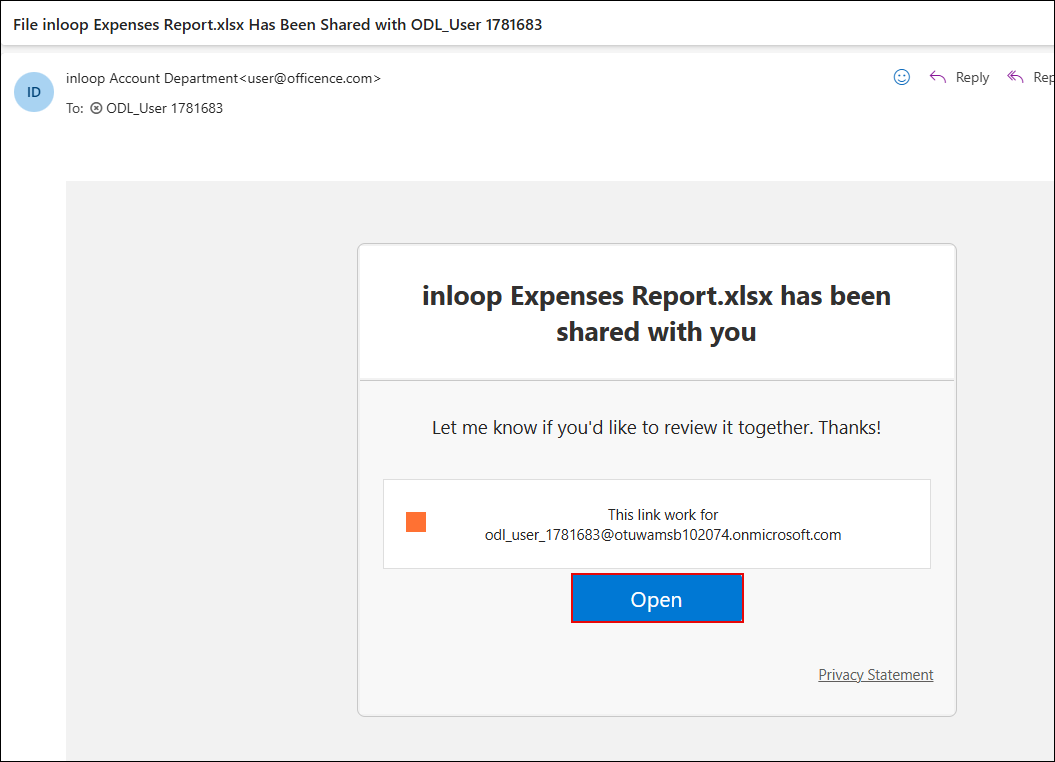 File inloop Expenses Report.xlsx Has Been Shared with ODL_User 1781683
ID
inloop Account Department<user@officence.com>
Reply
Rep
To: ODL_User 1781683
inloop Expenses Report.xlsx has been
shared with you
Let me know if you'd like to review it together. Thanks!
This link work for
odl_user_1781683@otuwamsb102074.onmicrosoft.com
Open
Privacy Statement